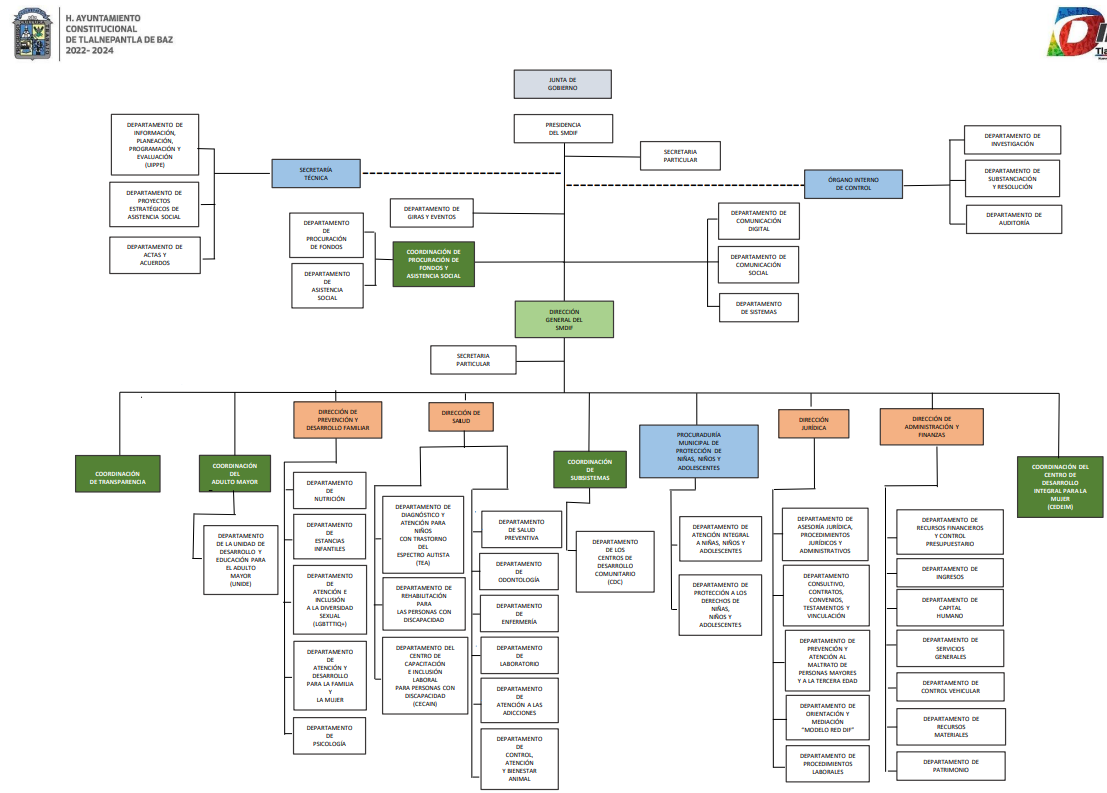 H. AYUNTAMIENTO
CONSTITUCIONAL
DE TLALNEPANTLA DE BAZ
2022- 2024
JUNTA DE
GOBIERNO
PRESIDENCIA
DEL SMDIF
SECRETARIA
PARTICULAR
DEPARTAMENTO DE
INFORMACIÓN,
PLANEACIÓN,
PROGRAMACIÓN Y
EVALUACIÓN
(UIPPE)
SECRETARÍA
TÉCNICA
DEPARTAMENTO DE
PROYECTOS
ESTRATÉGICOS DE
ASISTENCIA SOCIAL
DEPARTAMENTO DE
ACTAS Y
ACUERDOS
ÓRGANO INTERNO
DE CONTROL
DEPARTAMENTO DE
INVESTIGACIÓN
DEPARTAMENTO DE
SUBSTANCIACIÓN
Y RESOLUCIÓN
DEPARTAMENTO DE
AUDITORÍA
DEPARTAMENTO DE
GIRAS Y EVENTOS
DEPARTAMENTO
DE
PROCURACIÓN
DE FONDOS
DEPARTAMENTO
DE
ASISTENCIA
SOCIAL
COORDINACIÓN DE
PROCURACIÓN DE
FONDOS Y
ASISTENCIA SOCIAL
DEPARTAMENTO DE
COMUNICACIÓN
DIGITAL
DEPARTAMENTO DE
COMUNICACIÓN
SOCIAL
DEPARTAMENTO
DE SISTEMAS
DIRECCIÓN
GENERAL DEL
SMDIF
SECRETARIA
PARTICULAR
COORDINACIÓN
DE TRANSPARENCIA
COORDINACIÓN
DEL
ADULTO MAYOR
DEPARTAMENTO
DE LA UNIDAD DE
DESARROLLO Y
EDUCACIÓN PARA
EL ADULTO
MAYOR
(UNIDE)
DIRECCIÓN DE
PREVENCIÓN Y
DESARROLLO FAMILIAR
DEPARTAMENTO
DE
NUTRICIÓN
DEPARTAMENTO
DE
ESTANCIAS
INFANTILES
DEPARTAMENTO
DE
ATENCIÓN E
INCLUSIÓN
A LA DIVERSIDAD
SEXUAL
(LGBTTTIQ+)
DEPARTAMENTO
DE
ATENCIÓN Y
DESARROLLO
PARA LA FAMILIA
Y
LA MUJER
DEPARTAMENTO
DE
PSICOLOGÍA
DIRECCIÓN DE
SALUD
DEPARTAMENTO DE
DIAGNÓSTICO Y
ATENCIÓN PARA
NIÑOS
CON TRASTORNO
DEL
ESPECTRO AUTISTA
(TEA)
DEPARTAMENTO DE
REHABILITACIÓN
PARA
LAS PERSONAS CON
DISCAPACIDAD
DEPARTAMENTO DEL
CENTRO DE
CAPACITACIÓN
E INCLUSIÓN
LABORAL
PARA PERSONAS CON
DISCAPACIDAD
(CECAIN)
DEPARTAMENTO
DE SALUD
PREVENTIVA
DEPARTAMENTO
DE
ODONTOLOGÍA
DEPARTAMENTO
DE
ENFERMERÍA
DEPARTAMENTO
DE
LABORATORIO
DEPARTAMENTO
DE
ATENCIÓN A LAS
ADICCIONES
DEPARTAMENTO
DE
CONTROL,
ATENCIÓN
Y BIENESTAR
ANIMAL
COORDINACIÓN
DE
SUBSISTEMAS
DEPARTAMENTO
DE LOS
CENTROS DE
DESARROLLO
COMUNITARIO
(CDC)
PROCURADURÍA
MUNICIPAL DE
PROTECCIÓN DE
NIÑAS, NIÑOS Y
ADOLESCENTES
DEPARTAMENTO DE
ATENCIÓN INTEGRAL
A NIÑAS, NIÑOS Y
ADOLESCENTES
DEPARTAMENTO DE
PROTECCIÓN A LOS
DERECHOS DE
NIÑAS,
NIÑOS Y
ADOLESCENTES
DIRECCIÓN
JURÍDICA
DEPARTAMENTO DE
ASESORÍA JURÍDICA,
PROCEDIMIENTOS
JURÍDICOS Y
ADMINISTRATIVOS
DEPARTAMENTO
CONSULTIVO,
CONTRATOS,
CONVENIOS,
TESTAMENTOS Y
VINCULACIÓN
DEPARTAMENTO DE
PREVENCIÓN Y
ATENCIÓN AL
MALTRATO DE
PERSONAS MAYORES
Y A LA TERCERA EDAD
DEPARTAMENTO DE
ORIENTACIÓN Y
MEDIACIÓN
"MODELO RED DIF"
DEPARTAMENTO DE
PROCEDIMIENTOS
LABORALES
DIRECCIÓN DE
ADMINISTRACIÓN Y
FINANZAS
DEPARTAMENTO DE
RECURSOS FINANCIEROS
Y CONTROL
PRESUPUESTARIO
DEPARTAMENTO DE
INGRESOS
DEPARTAMENTO DE
CAPITAL
HUMANO
DEPARTAMENTO DE
SERVICIOS
GENERALES
DEPARTAMENTO DE
CONTROL VEHICULAR
DEPARTAMENTO DE
RECURSOS
MATERIALES
DEPARTAMENTO DE
PATRIMONIO
COORDINACIÓN DEL
CENTRO DE
DESARROLLO
INTEGRAL PARA LA
MUJER
(CEDEIM)